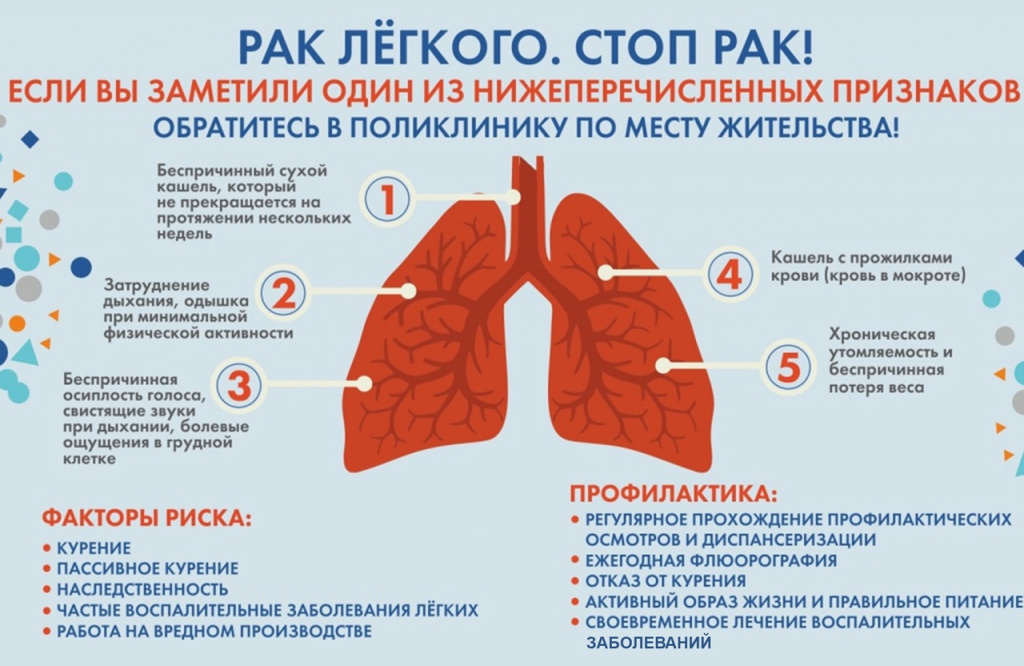 РАК ЛЁГКОГО. СТОП РАК!
ЕСЛИ ВЫ ЗАМЕТИЛИ ОДИН ИЗ НИЖЕПЕРЕЧИСЛЕННЫХ ПРИЗНАКОВ
ОБРАТИТЕСЬ В ПОЛИКЛИНИКУ ПО МЕСТУ ЖИТЕЛЬСТВА!
1
Беспричинный сухой
кашель, который
не прекращается на
протяжении нескольких
недель
2
Затруднение
дыхания, одышка
при минимальной
физической активности
3
Беспричинная
осиплость голоса,
свистящие звуки
при дыхании, болевые
ощущения в грудной
клетке
4
Кашель с прожилками
крови (кровь в мокроте)
5
Хроническая
утомляемость и
беспричинная
потеря веса
ФАКТОРЫ РИСКА:
• КУРЕНИЕ
• ПАССИВНОЕ КУРЕНИЕ
• НАСЛЕДСТВЕННОСТЬ
• ЧАСТЫЕ ВОСПАЛИТЕЛЬНЫЕ ЗАБОЛЕВАНИЯ ЛЁГКИХ
• РАБОТА НА ВРЕДНОМ ПРОИЗВОДСТВЕ
ПРОФИЛАКТИКА:
• РЕГУЛЯРНОЕ ПРОХОЖДЕНИЕ ПРОФИЛАКТИЧЕСКИХ
ОСМОТРОВ И ДИСПАНСЕРИЗАЦИИ
• ЕЖЕГОДНАЯ ФЛЮОРОГРАФИЯ
• ОТКАЗ ОТ КУРЕНИЯ
• АКТИВНЫЙ ОБРАЗ ЖИЗНИ И ПРАВИЛЬНОЕ ПИТАНИЕ
• СВОЕВРЕМЕННОЕ ЛЕЧЕНИЕ ВОСПАЛИТЕЛЬНЫХ
ЗАБОЛЕВАНИЙ